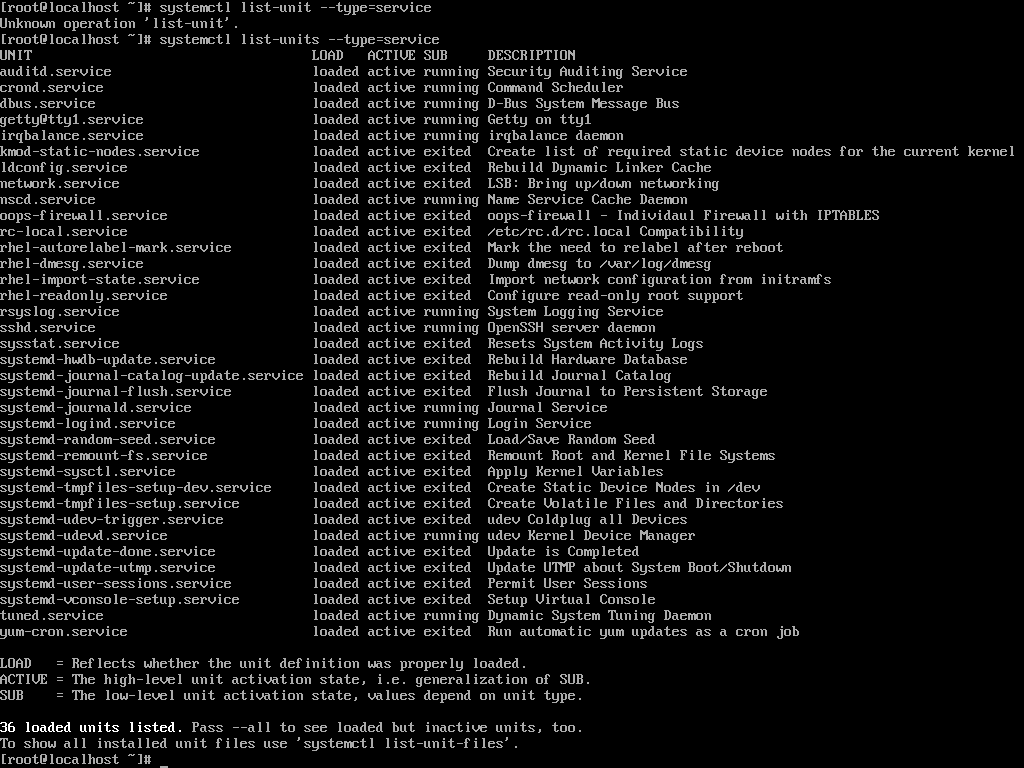 [root@localhost ~]# systemctl list-unit --type=service
Unknown operation 'list-unit'.
[root@localhost ~]# systemctl list-units --type=service
UNIT                                   LOAD   ACTIVE SUB     DESCRIPTION
auditd.service                         loaded active running Security Auditing Service
crond.service                          loaded active running Command Scheduler
dbus.service                           loaded active running D-Bus System Message Bus
getty@tty1.service                     loaded active running Getty on tty1
irqbalance.service                     loaded active running irqbalance daemon
kmod-static-nodes.service              loaded active exited  Create list of required static device nodes for the current kernel
ldconfig.service                       loaded active exited  Rebuild Dynamic Linker Cache
network.service                        loaded active exited  LSB: Bring up/down networking
nscd.service                           loaded active running Name Service Cache Daemon
oops-firewall.service                  loaded active exited  oops-firewall - Individaul Firewall with IPTABLES
rc-local.service                       loaded active exited  /etc/rc.d/rc.local Compatibility
rhel-autorelabel-mark.service          loaded active exited  Mark the need to relabel after reboot
rhel-dmesg.service                     loaded active exited  Dump dmesg to /var/log/dmesg
rhel-import-state.service              loaded active exited  Import network configuration from initramfs
rhel-readonly.service                  loaded active exited  Configure read-only root support
rsyslog.service                        loaded active running System Logging Service
sshd.service                           loaded active running OpenSSH server daemon
sysstat.service                        loaded active exited  Resets System Activity Logs
systemd-hwdb-update.service            loaded active exited  Rebuild Hardware Database
systemd-journal-catalog-update.service loaded active exited  Rebuild Journal Catalog
systemd-journal-flush.service          loaded active exited  Flush Journal to Persistent Storage
systemd-journald.service               loaded active running Journal Service
systemd-logind.service                 loaded active running Login Service
systemd-random-seed.service            loaded active exited  Load/Save Random Seed
systemd-remount-fs.service             loaded active exited  Remount Root and Kernel File Systems
systemd-sysctl.service                 loaded active exited  Apply Kernel Variables
systemd-tmpfiles-setup-dev.service     loaded active exited  Create Static Device Nodes in /dev
systemd-tmpfiles-setup.service         loaded active exited  Create Volatile Files and Directories
systemd-udev-trigger.service           loaded active exited  udev Coldplug all Devices
systemd-udevd.service                  loaded active running udev Kernel Device Manager
systemd-update-done.service            loaded active exited  Update is Completed
systemd-update-utmp.service            loaded active exited  Update UTMP about System Boot/Shutdown
systemd-user-sessions.service          loaded active exited  Permit User Sessions
systemd-vconsole-setup.service         loaded active exited  Setup Virtual Console
tuned.service                          loaded active running Dynamic System Tuning Daemon
yum-cron.service                       loaded active exited  Run automatic yum updates as a cron job
LOAD   = Reflects whether the unit definition was properly loaded.
ACTIVE = The high-level unit activation state, i.e. generalization of SUB.
SUB    = The low-level unit activation state, values depend on unit type.
36 loaded units listed. Pass --all to see loaded but inactive units, too.
To show all installed unit files use 'systemctl list-unit-files'.
[root@localhost ~]# _